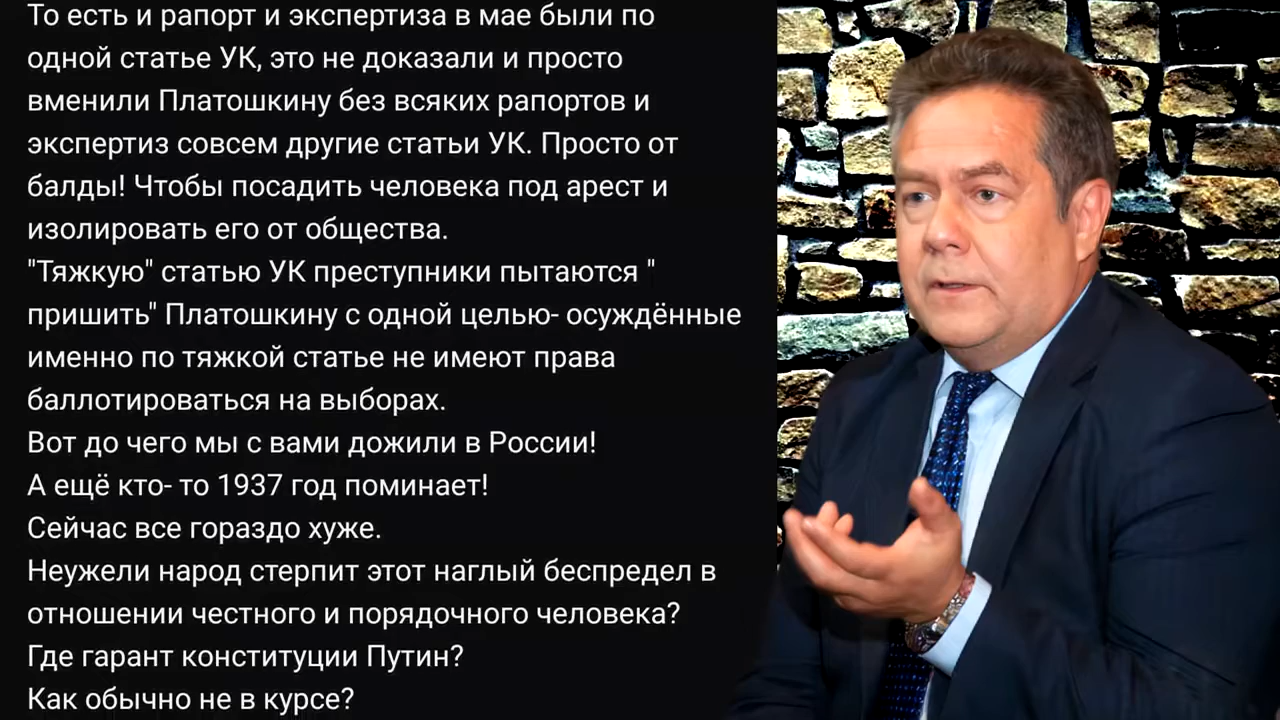 То есть и рапорт и экспертиза в мае были по
одной статье УК, это не доказали и просто
вменили Платошкину без всяких рапортов и
экспертиз совсем другие статьи УК. Просто от
балды! Чтобы посадить человека под арест и
изолировать его от общества.
"Тяжкую" статью УК преступники пытаются "
пришить" Платошкину с одной целью- осуждённые
именно по тяжкой статье не имеют права
баллотироваться на выборах.
Вот до чего мы с вами дожили в России!
А ещё кто- то 1937 год поминает!
Сейчас все гораздо хуже.
Неужели народ стерпит этот наглый беспредел в
отношении честного и порядочного человека?
Где гарант конституции Путин?
Как обычно не в курсе?